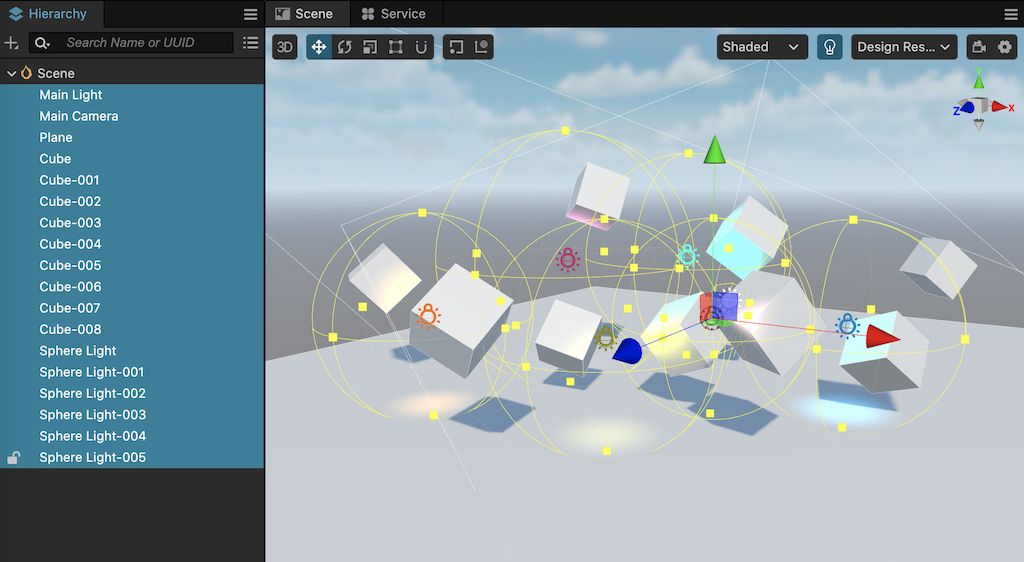 Hierarchy
Search Name or UUID
Scene
Main Light
Main Camera
Plane
Cube
Cube-001
Cube-002
Cube-003
Cube-004
Cube-005
Cube-006
Cube-007
Cube-008
Sphere Light
Sphere Light-001
Sphere Light-002
Sphere Light-003
Sphere Light-004
Sphere Light-005
Scene
Service
3D
Shaded
Design Res...
Z
X